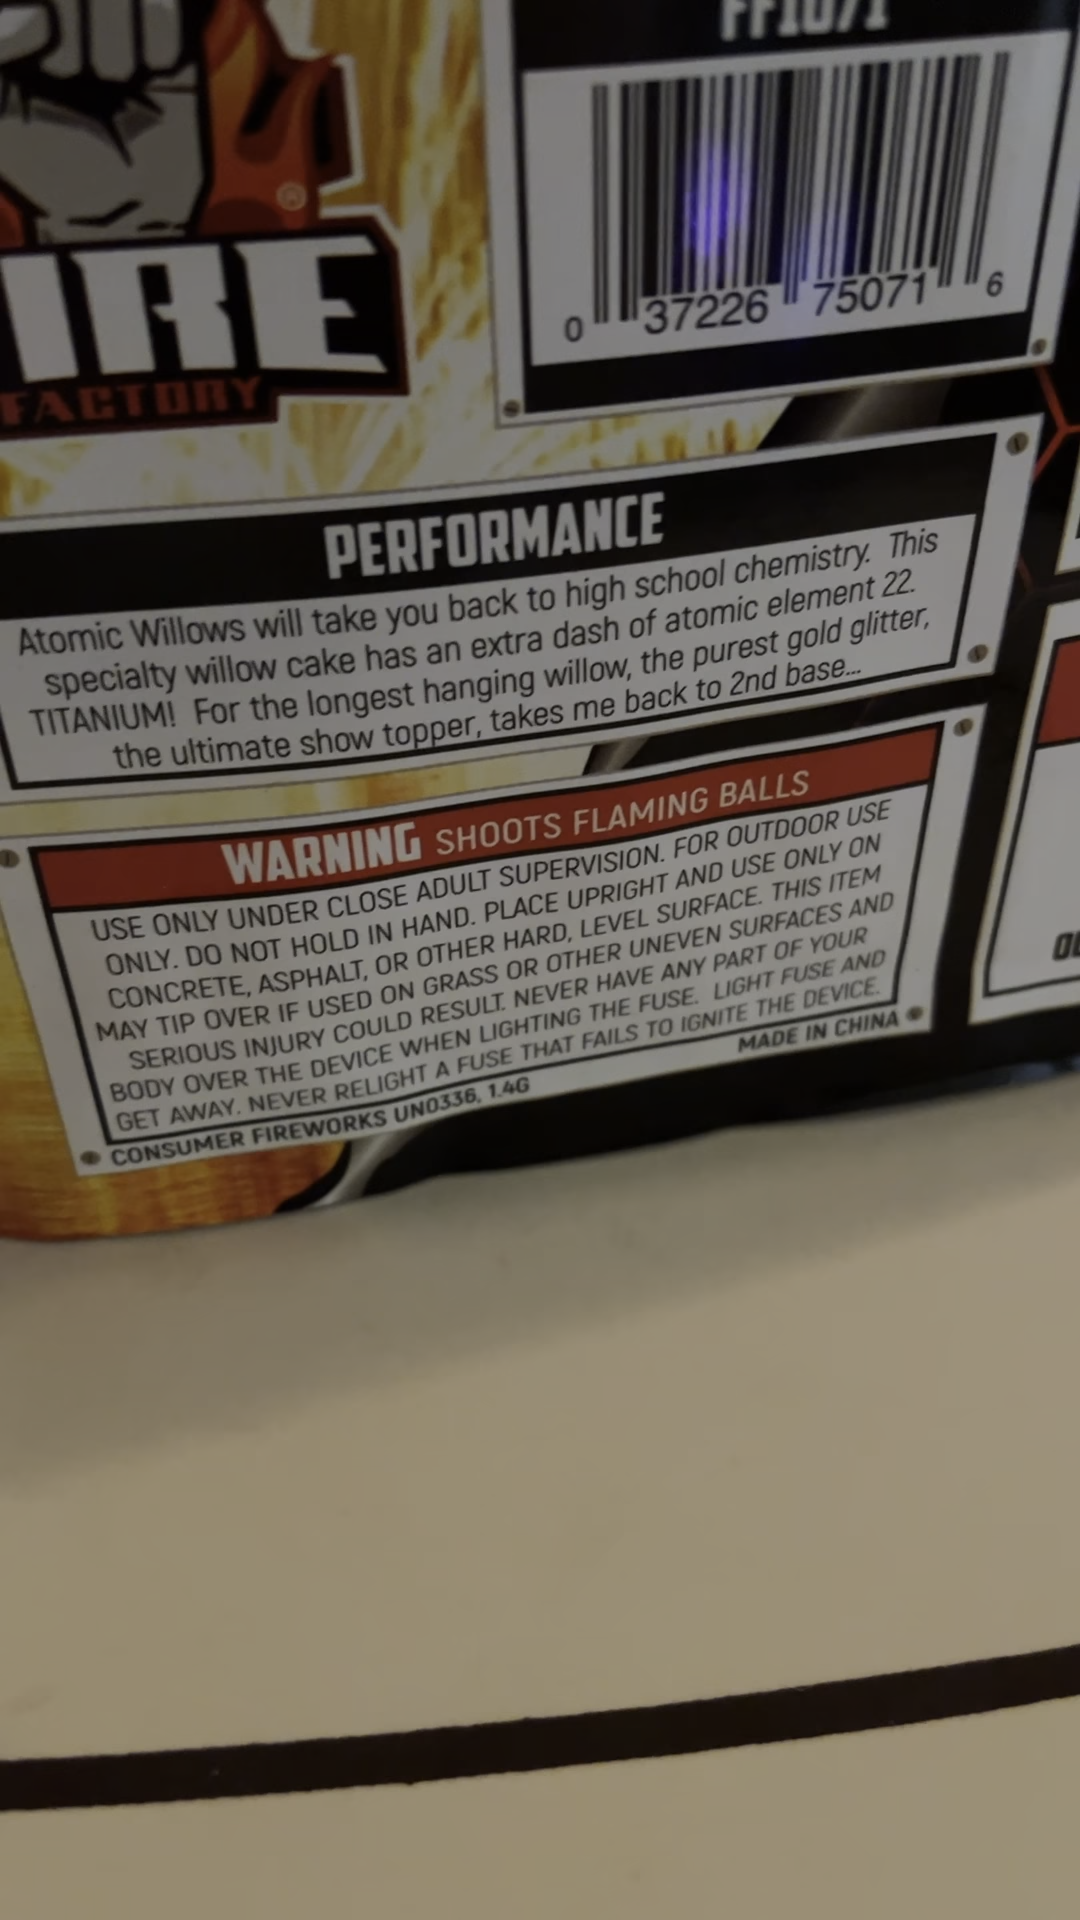 FF1071
0 37226 75071 6
®
IRE
FACTORY
PERFORMANCE
Atomic Willows will take you back to high school chemistry. This
specialty willow cake has an extra dash of atomic element 22.
TITANIUM! For the longest hanging willow, the purest gold glitter,
the ultimate show topper, takes me back to 2nd base...
WARNING SHOOTS FLAMING BALLS
USE ONLY UNDER CLOSE ADULT SUPERVISION. FOR OUTDOOR USE
ONLY. DO NOT HOLD IN HAND. PLACE UPRIGHT AND USE ONLY ON
CONCRETE, ASPHALT, OR OTHER HARD, LEVEL SURFACE. THIS ITEM
MAY TIP OVER IF USED ON GRASS OR OTHER UNEVEN SURFACES AND
SERIOUS INJURY COULD RESULT. NEVER HAVE ANY PART OF YOUR
BODY OVER THE DEVICE WHEN LIGHTING THE FUSE. LIGHT FUSE AND
GET AWAY. NEVER RELIGHT A FUSE THAT FAILS TO IGNITE THE DEVICE.
CONSUMER FIREWORKS UN0336, 1.4G
MADE IN CHINA